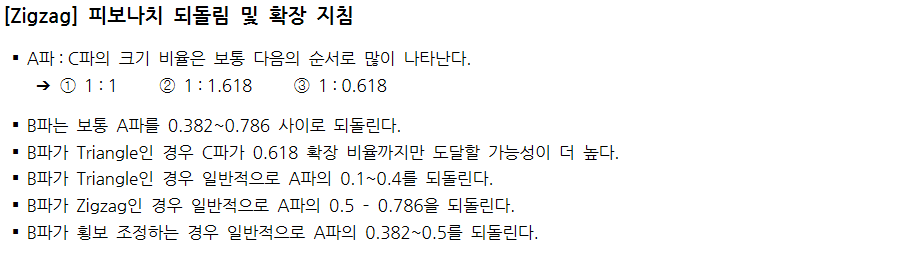 [Zigzag] 피보나치 되돌림 및 확장 지침
▪ A파 : C파의 크기 비율은 보통 다음의 순서로 많이 나타난다.
➔ ① 1 : 1 ② 1 : 1.618 ③ 1 : 0.618
▪ B파는 보통 A파를 0.382~0.786 사이로 되돌린다.
▪ B파가 Triangle인 경우 C파가 0.618 확장 비율까지만 도달할 가능성이 더 높다.
▪ B파가 Triangle인 경우 일반적으로 A파의 0.1~0.4를 되돌린다.
▪ B파가 Zigzag인 경우 일반적으로 A파의 0.5 - 0.786을 되돌린다.
▪ B파가 횡보 조정하는 경우 일반적으로 A파의 0.382~0.5를 되돌린다.